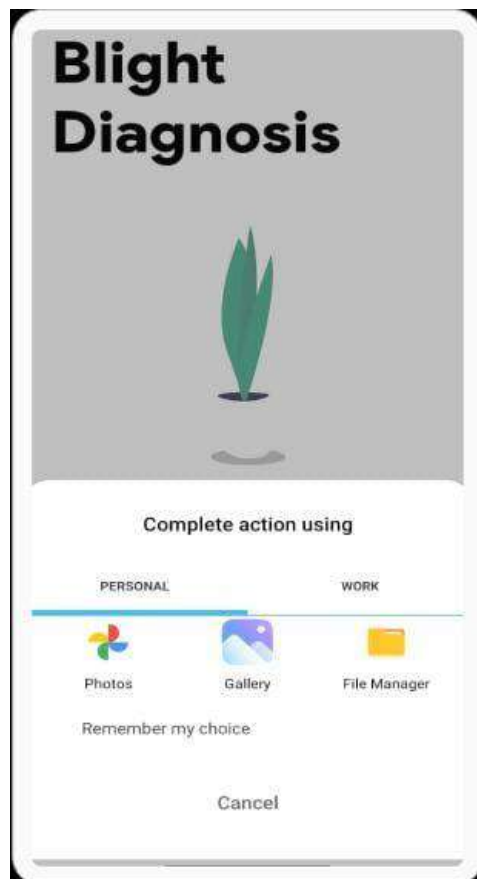 Blight
Diagnosis
Complete action using
PERSONAL WORK
Photos Gallery File Manager
Remember my choice
Cancel